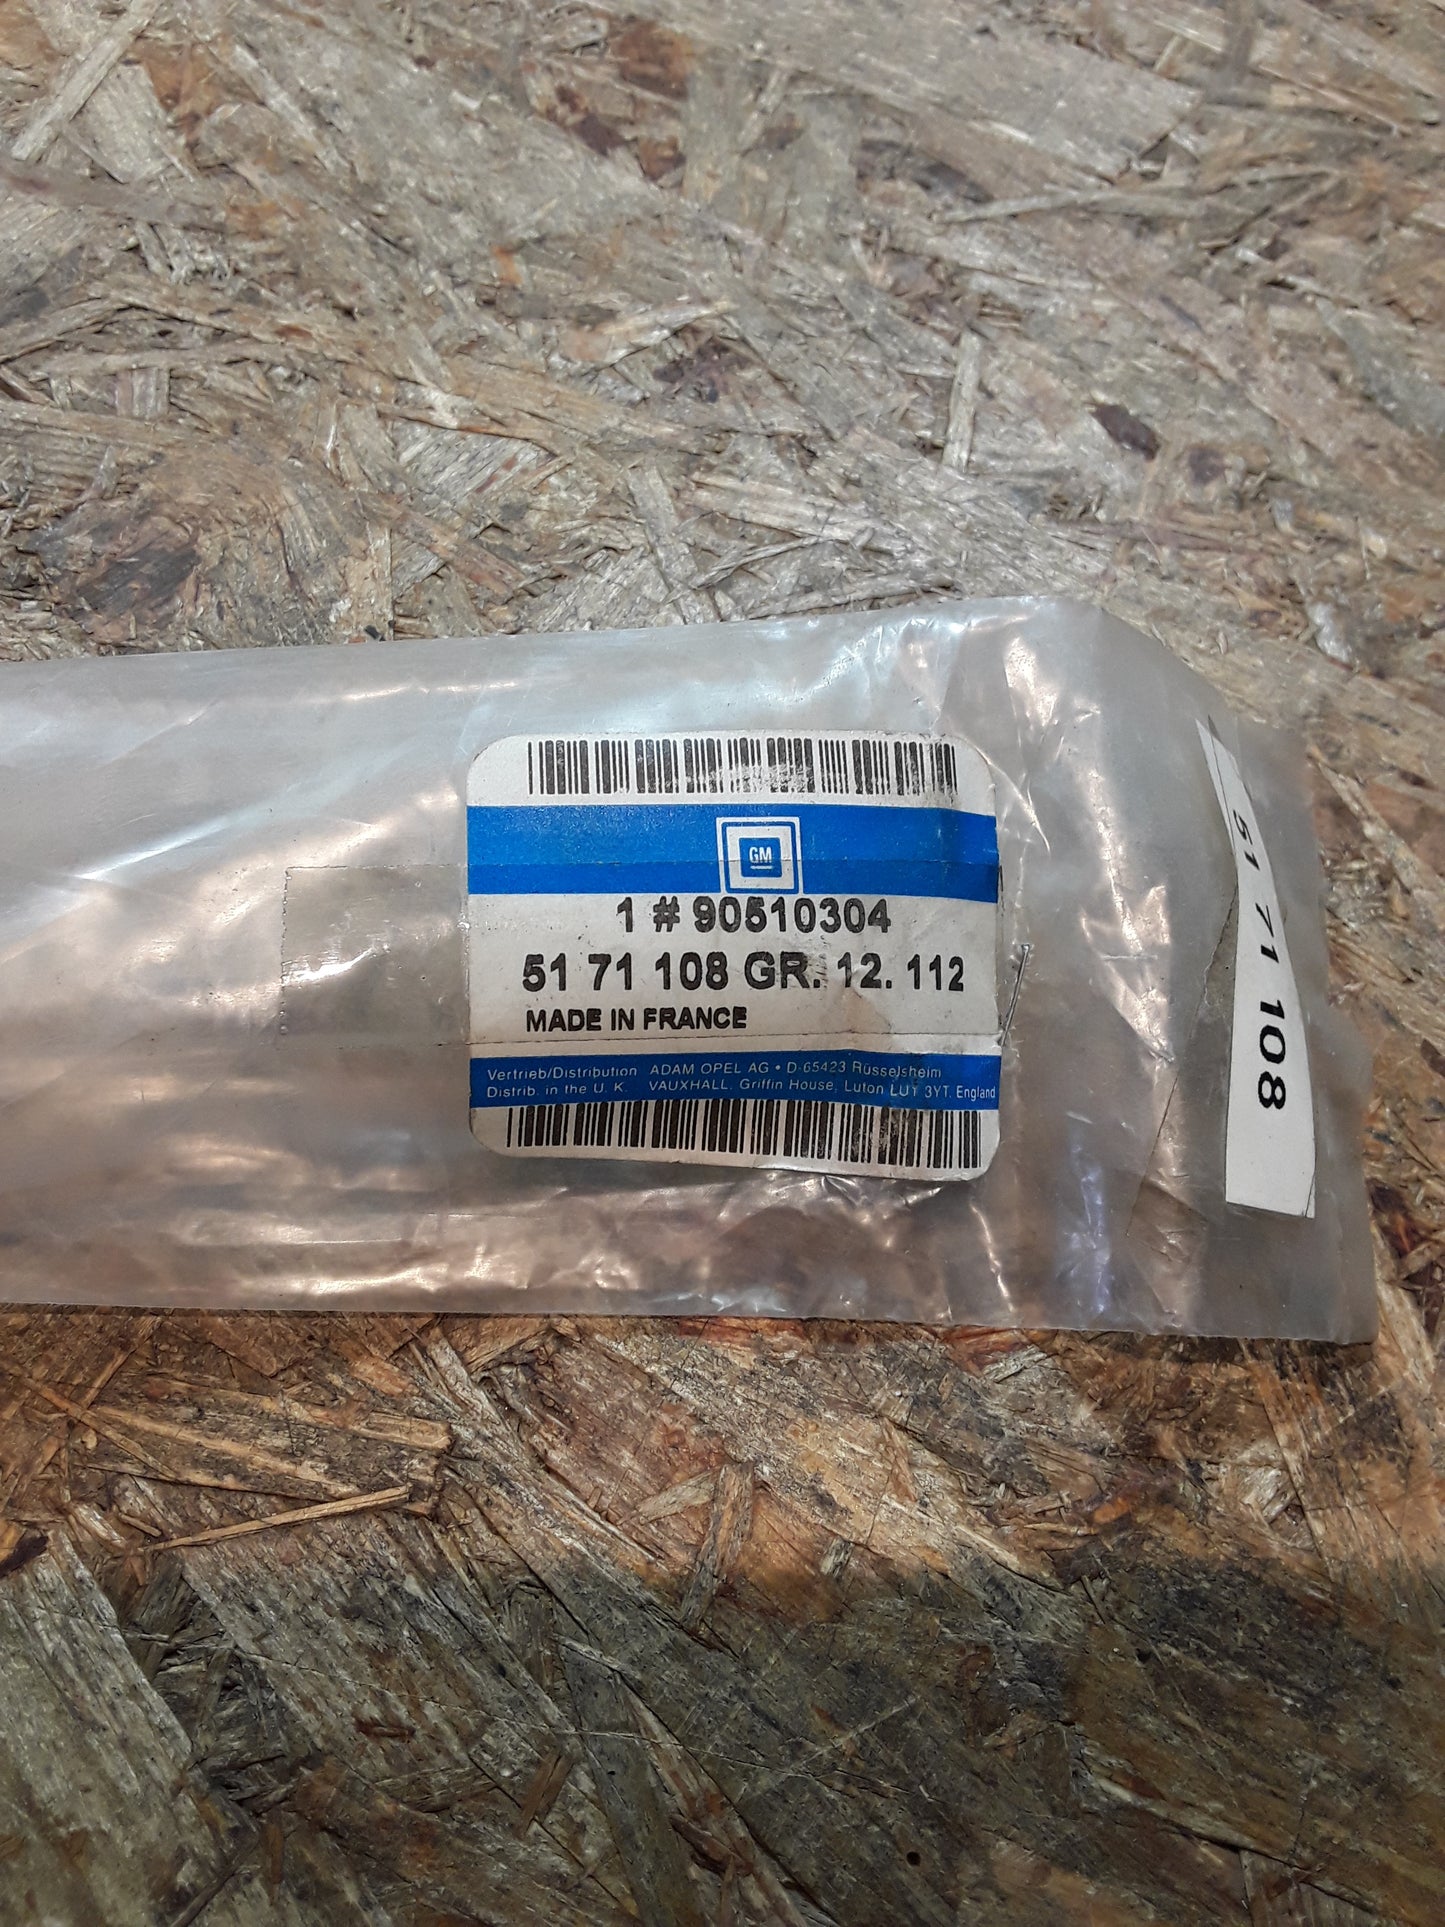 GM
1 # 90510304
51 71 108 GR. 12. 112
MADE IN FRANCE
Vertrieb/Distribution ADAM OPEL AG • D-65423 Rüsselsheim
Distrib. in the U. K. VAUXHALL. Griffin House, Luton LU1 3YT. England
51 71 108